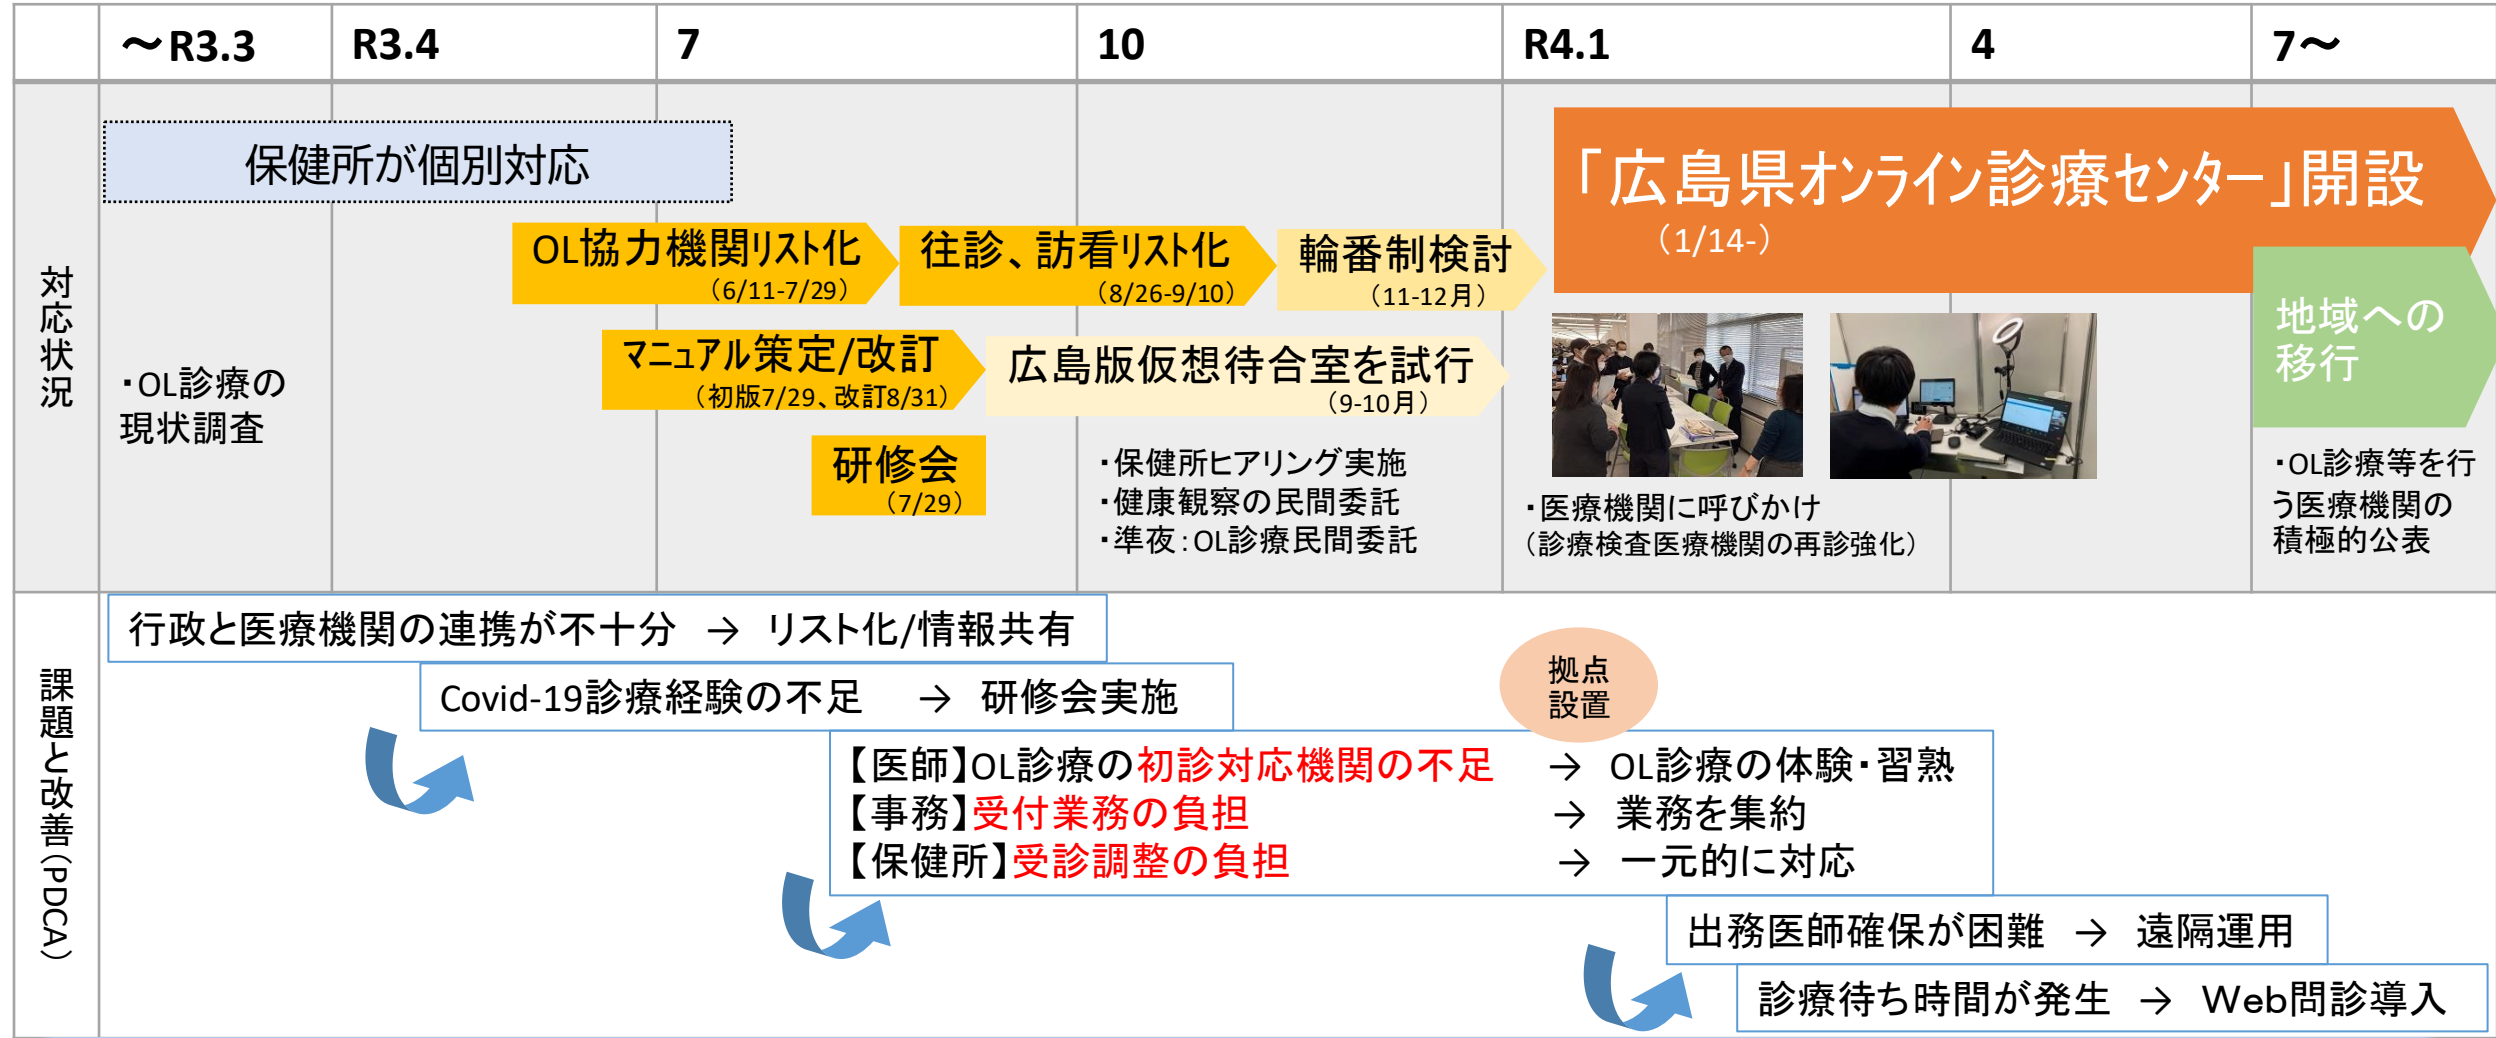 ～R3.3
R3.4
7
10
R4.1
4
7～
対応状況
保健所が個別対応
OL協力機関リスト化
（6/11-7/29）
往診、訪看リスト化
（8/26-9/10）
輪番制検討
（11-12月）
「広島県オンライン診療センター」開設
（1/14-）
地域への
移行
・OL診療の
現状調査
マニュアル策定/改訂
（初版7/29、改訂8/31）
広島版仮想待合室を試行
（9-10月）
研修会
（7/29）
・保健所ヒアリング実施
・健康観察の民間委託
・準夜：OL診療民間委託
・医療機関に呼びかけ
（診療検査医療機関の再診強化）
・OL診療等を行
う医療機関の
積極的公表
課題と改善（PDCA）
行政と医療機関の連携が不十分 → リスト化/情報共有
Covid-19診療経験の不足 → 研修会実施
拠点
設置
【医師】OL診療の初診対応機関の不足 → OL診療の体験・習熟
【事務】受付業務の負担 → 業務を集約
【保健所】受診調整の負担 → 一元的に対応
出務医師確保が困難 → 遠隔運用
診療待ち時間が発生 → Web問診導入